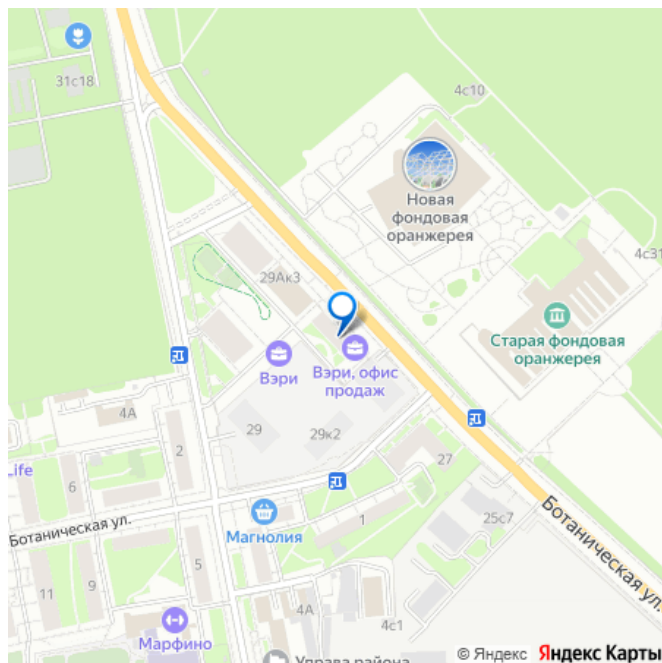 31с18
4с10
Новая
фондовая
оранжерея
4с31
29Ак3
Старая фондовая
оранжерея
Вэри
Вэри, офис
продаж
4А
29
29к2
2
27
Life
6
Магнолия
1
25с7
Ботаническая ул.
Ботаническая ул.
5
9
11
4А
4с1
Марфино
Управа района
© Яндекс Яндекс Карты